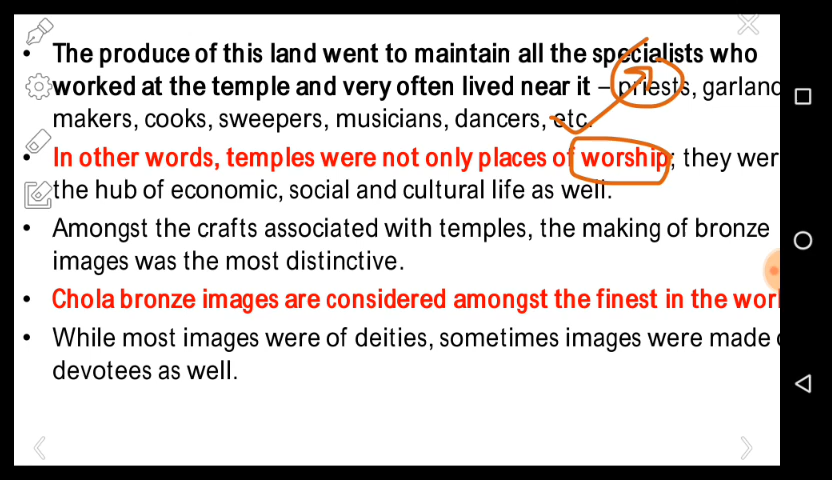 • The produce of this land went to maintain all the specialists who
worked at the temple and very often lived near it – priests, garland
makers, cooks, sweepers, musicians, dancers, etc.
• In other words, temples were not only places of worship; they wer
the hub of economic, social and cultural life as well.
• Amongst the crafts associated with temples, the making of bronze
images was the most distinctive.
• Chola bronze images are considered amongst the finest in the worl
• While most images were of deities, sometimes images were made o
devotees as well.